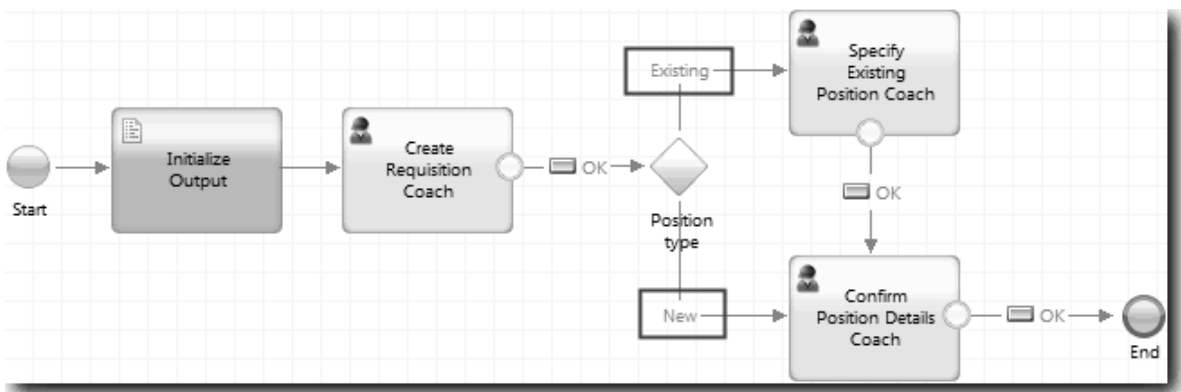 Start
Initialize
Output
Create
Requisition
Coach
OK
Position
type
Existing
Specify
Existing
Position Coach
OK
New
Confirm
Position Details
Coach
OK
End